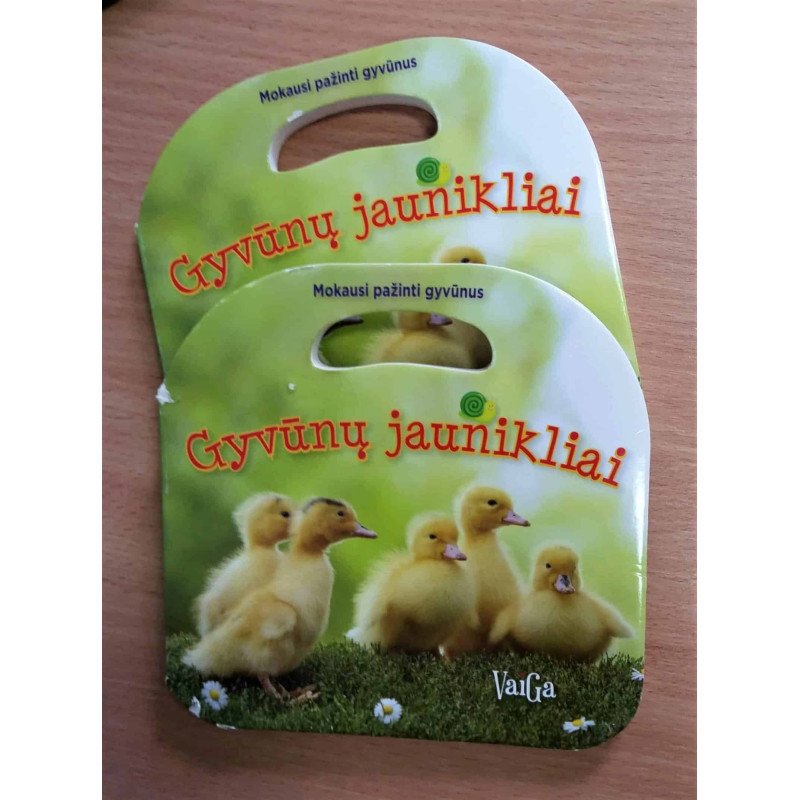 Mokausi pažinti gyvūnus
Gyvūnų jaunikliai
Mokausi pažinti gyvūnus
Gyvūnų jaunikliai
VaiGa